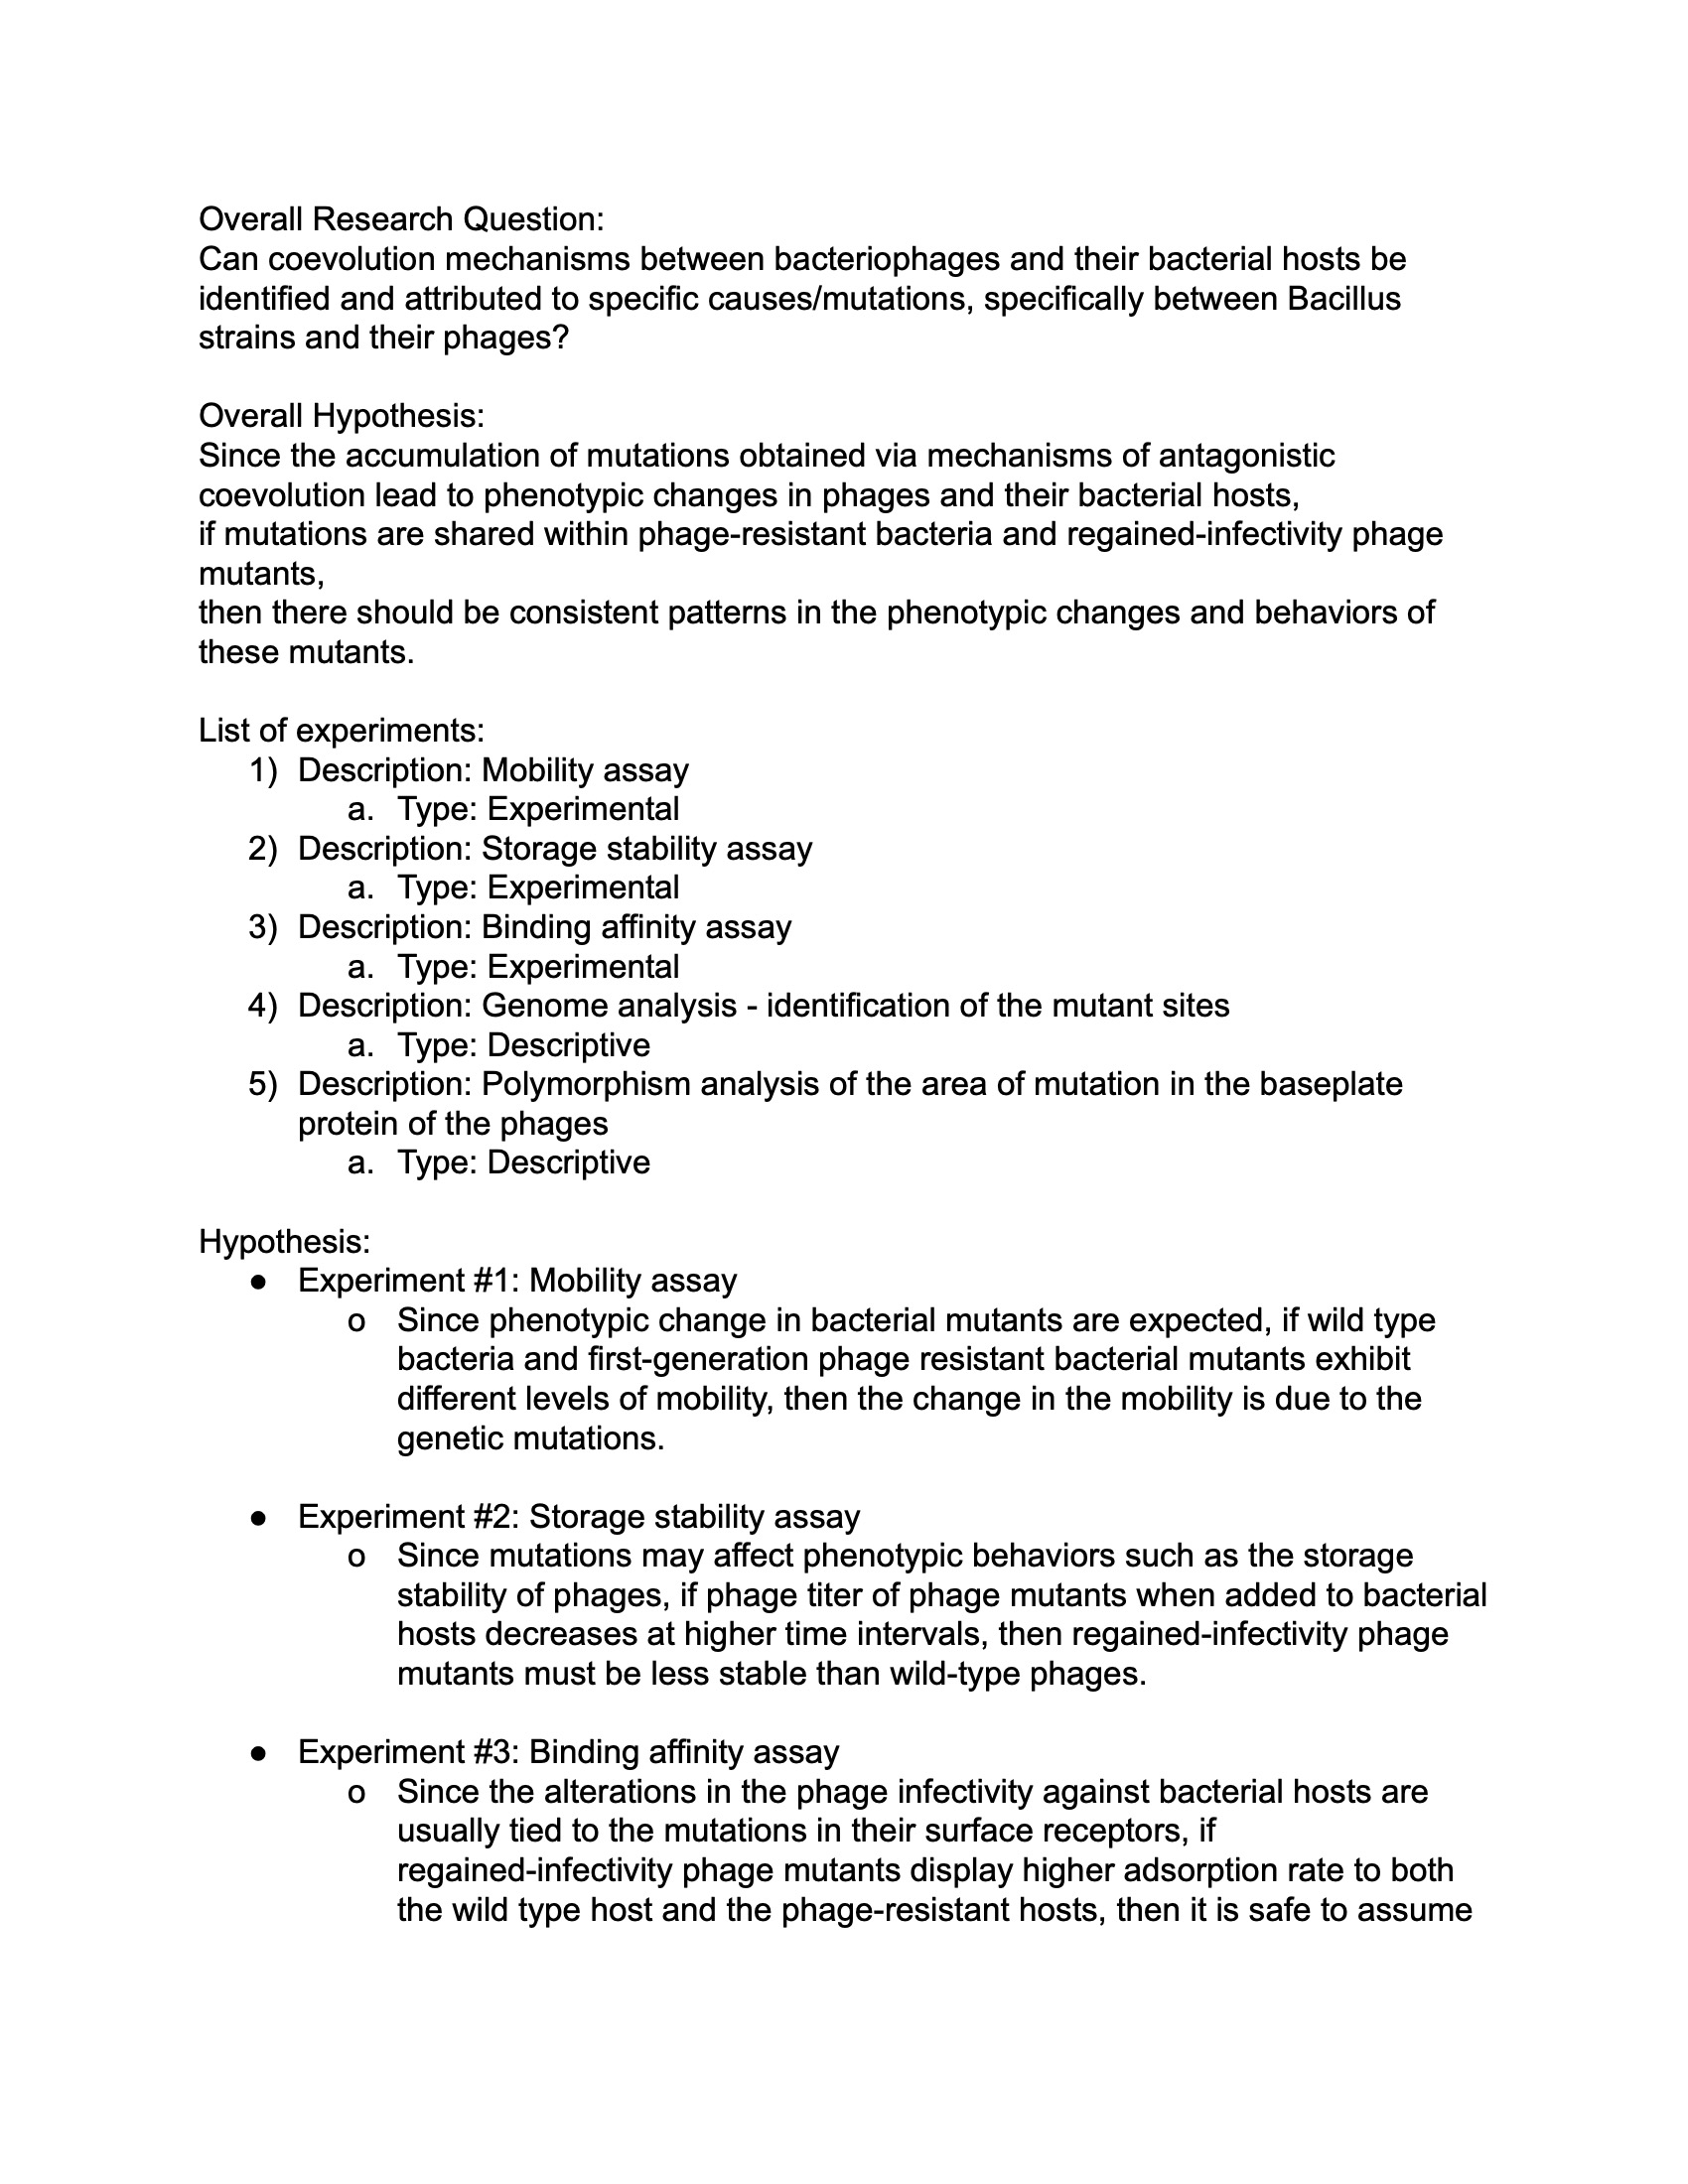 Overall Research Question:
Can coevolution mechanisms between bacteriophages and their bacterial hosts be
identified and attributed to specific causes/mutations, specifically between Bacillus
strains and their phages?
Overall Hypothesis:
Since the accumulation of mutations obtained via mechanisms of antagonistic
coevolution lead to phenotypic changes in phages and their bacterial hosts,
if mutations are shared within phage-resistant bacteria and regained-infectivity phage
mutants,
then there should be consistent patterns in the phenotypic changes and behaviors of
these mutants.
List of experiments:
1) Description: Mobility assay
a. Type: Experimental
2) Description: Storage stability assay
a. Type: Experimental
3) Description: Binding affinity assay
a. Type: Experimental
4) Description: Genome analysis - identification of the mutant sites
a. Type: Descriptive
5) Description: Polymorphism analysis of the area of mutation in the baseplate
protein of the phages
a. Type: Descriptive
Hypothesis:
● Experiment #1: Mobility assay
o Since phenotypic change in bacterial mutants are expected, if wild type
bacteria and first-generation phage resistant bacterial mutants exhibit
different levels of mobility, then the change in the mobility is due to the
genetic mutations.
● Experiment #2: Storage stability assay
o Since mutations may affect phenotypic behaviors such as the storage
stability of phages, if phage titer of phage mutants when added to bacterial
hosts decreases at higher time intervals, then regained-infectivity phage
mutants must be less stable than wild-type phages.
● Experiment #3: Binding affinity assay
o Since the alterations in the phage infectivity against bacterial hosts are
usually tied to the mutations in their surface receptors, if
regained-infectivity phage mutants display higher adsorption rate to both
the wild type host and the phage-resistant hosts, then it is safe to assume